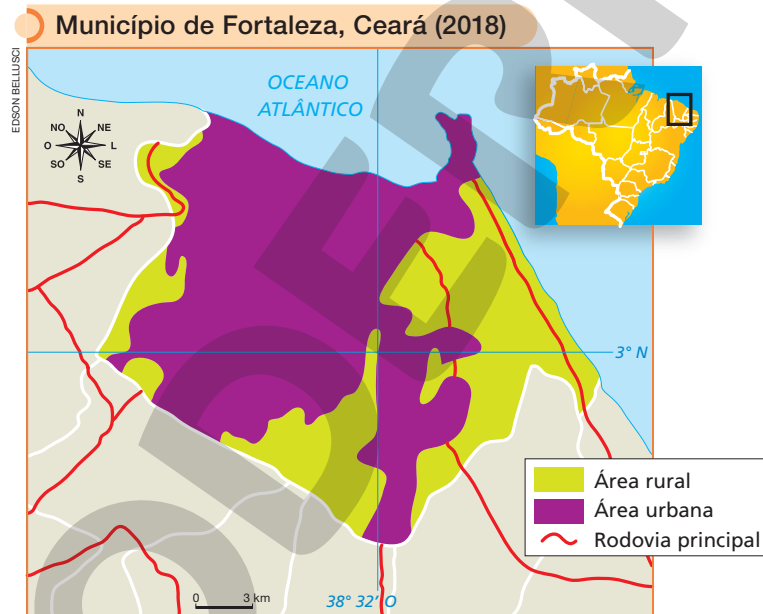 Município de Fortaleza, Ceará (2018)
EDSON BELLUSCI
OCEANO
ATLÂNTICO
N
NO
NE
O
L
SO
SE
S
3° N
Área rural
Área urbana
Rodovia principal
0 3 km
38° 32' O